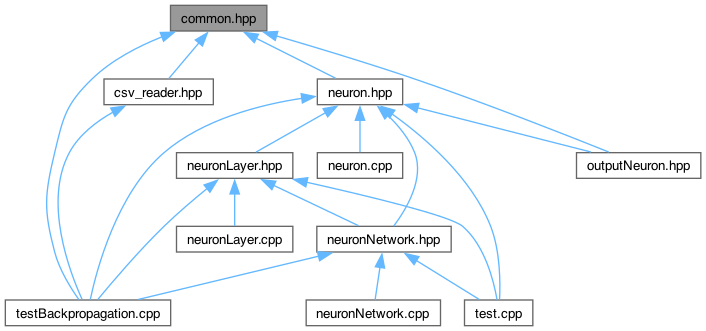 common.hpp
csv_reader.hpp
neuron.hpp
neuronLayer.hpp
neuron.cpp
outputNeuron.hpp
neuronLayer.cpp
neuronNetwork.hpp
testBackpropagation.cpp
neuronNetwork.cpp
test.cpp